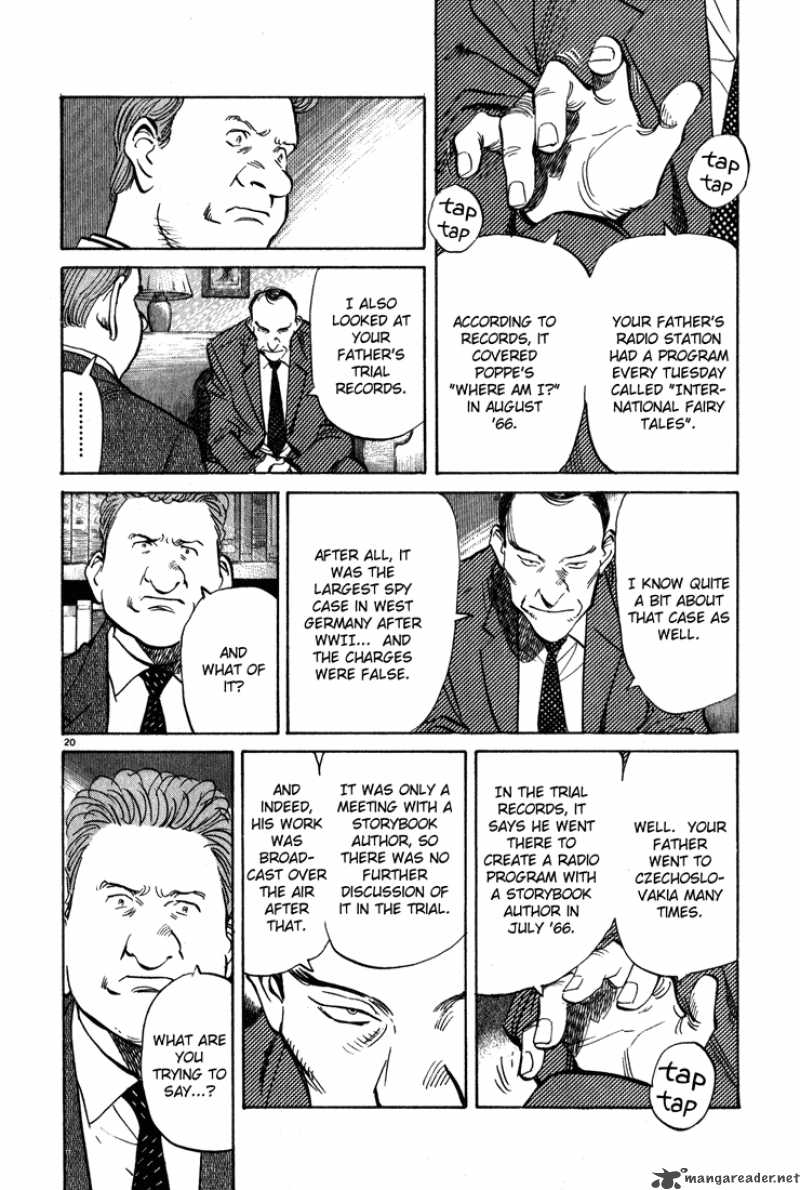 tap
tap
tap
tap
YOUR FATHER'S
RADIO STATION
HAD A PROGRAM
EVERY TUESDAY
CALLED "INTER-
NATIONAL FAIRY
TALES".
ACCORDING TO
RECORDS, IT
COVERED
POPPE'S
"WHERE AM I?"
IN AUGUST
'66.
I ALSO
LOOKED AT
YOUR
FATHER'S
TRIAL
RECORDS.
..........
I KNOW QUITE
A BIT ABOUT
THAT CASE AS
WELL.
AFTER ALL, IT
WAS THE
LARGEST SPY
CASE IN WEST
GERMANY AFTER
WWII... AND
THE CHARGES
WERE FALSE.
AND
WHAT OF
IT?
20
WELL. YOUR
FATHER
WENT TO
CZECHOSLO-
VAKIA MANY
TIMES.
IN THE TRIAL
RECORDS, IT
SAYS HE WENT
THERE TO
CREATE A RADIO
PROGRAM WITH
A STORYBOOK
AUTHOR IN
JULY '66.
tap
tap
IT WAS ONLY A
MEETING WITH A
STORYBOOK
AUTHOR, SO
THERE WAS NO
FURTHER
DISCUSSION OF
IT IN THE TRIAL.
AND
INDEED,
HIS WORK
WAS
BROAD-
CAST OVER
THE AIR
AFTER
THAT.
WHAT ARE
YOU
TRYING TO
SAY...?
mangareader.net